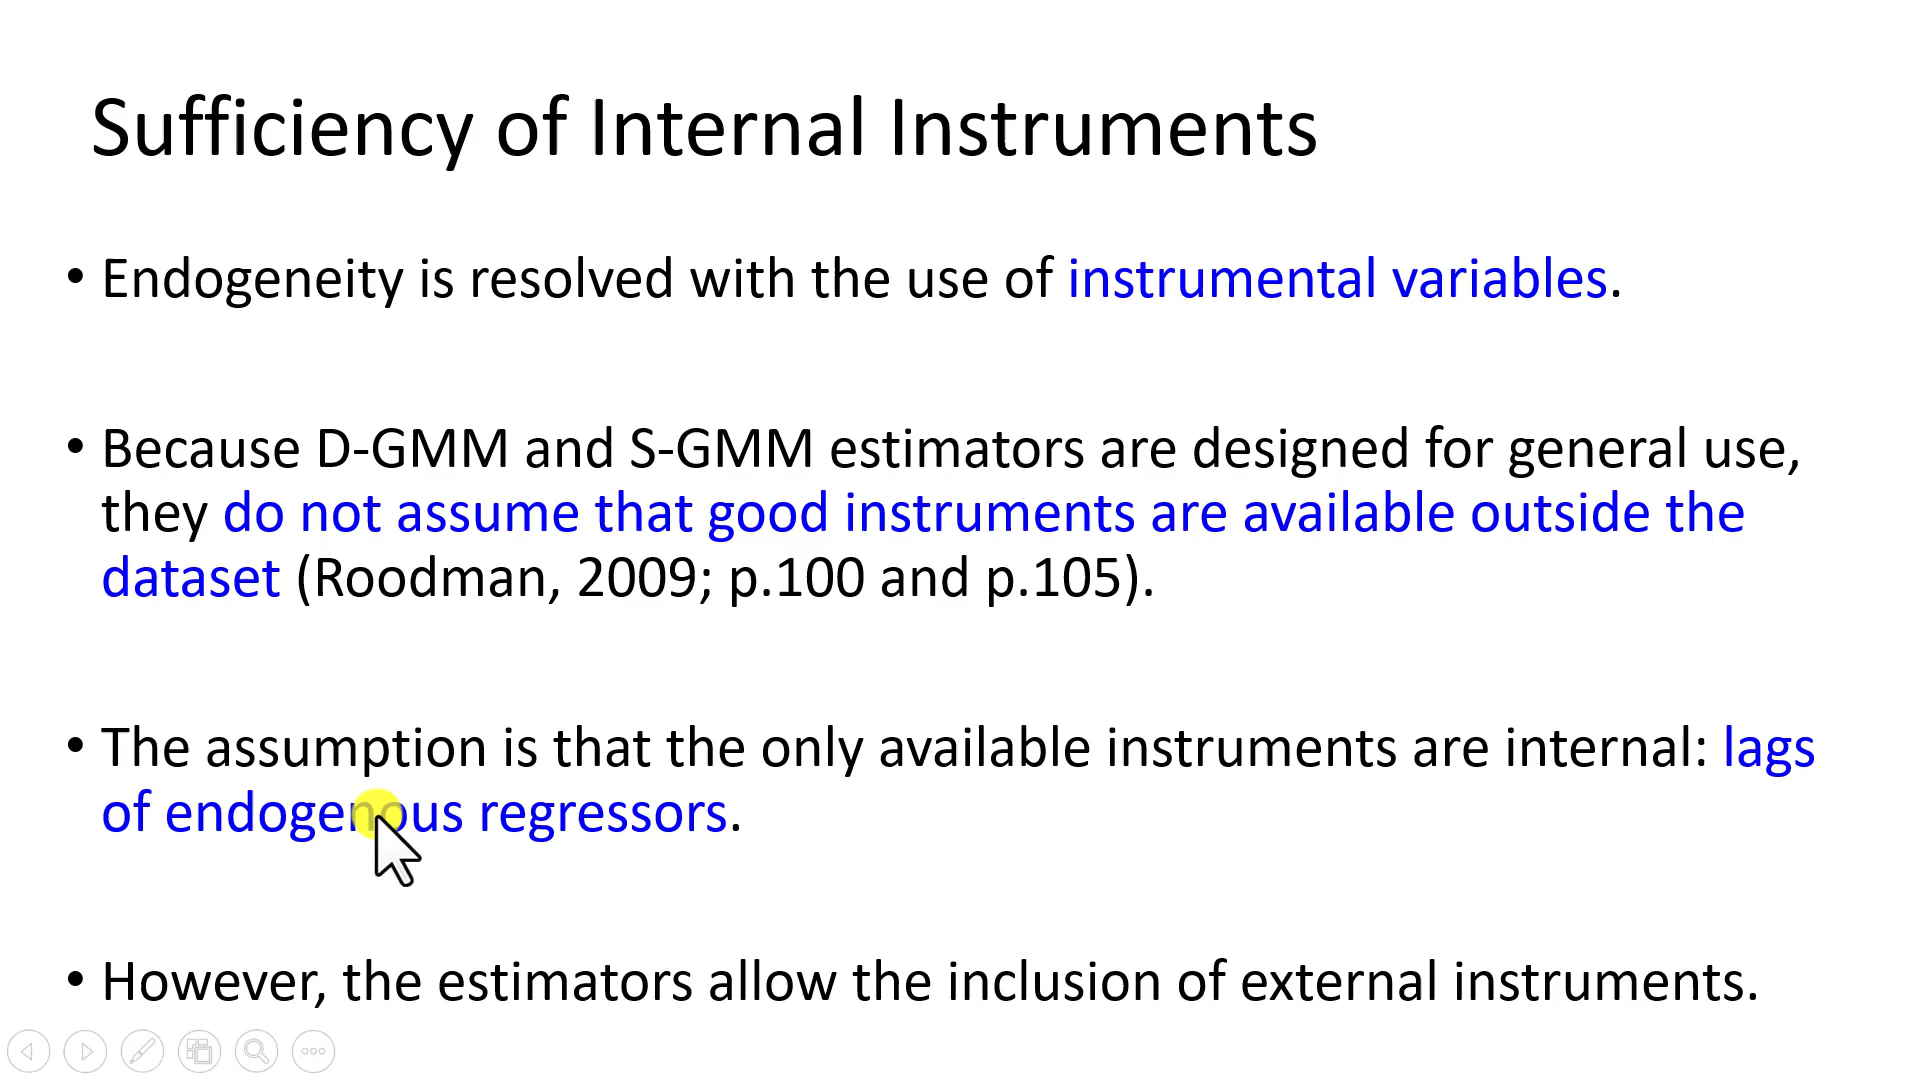 Sufficiency of Internal Instruments
• Endogeneity is resolved with the use of instrumental variables.
• Because D-GMM and S-GMM estimators are designed for general use,
they do not assume that good instruments are available outside the
dataset (Roodman, 2009; p.100 and p.105).
• The assumption is that the only available instruments are internal: lags
of endogenous regressors.
• However, the estimators allow the inclusion of external instruments.